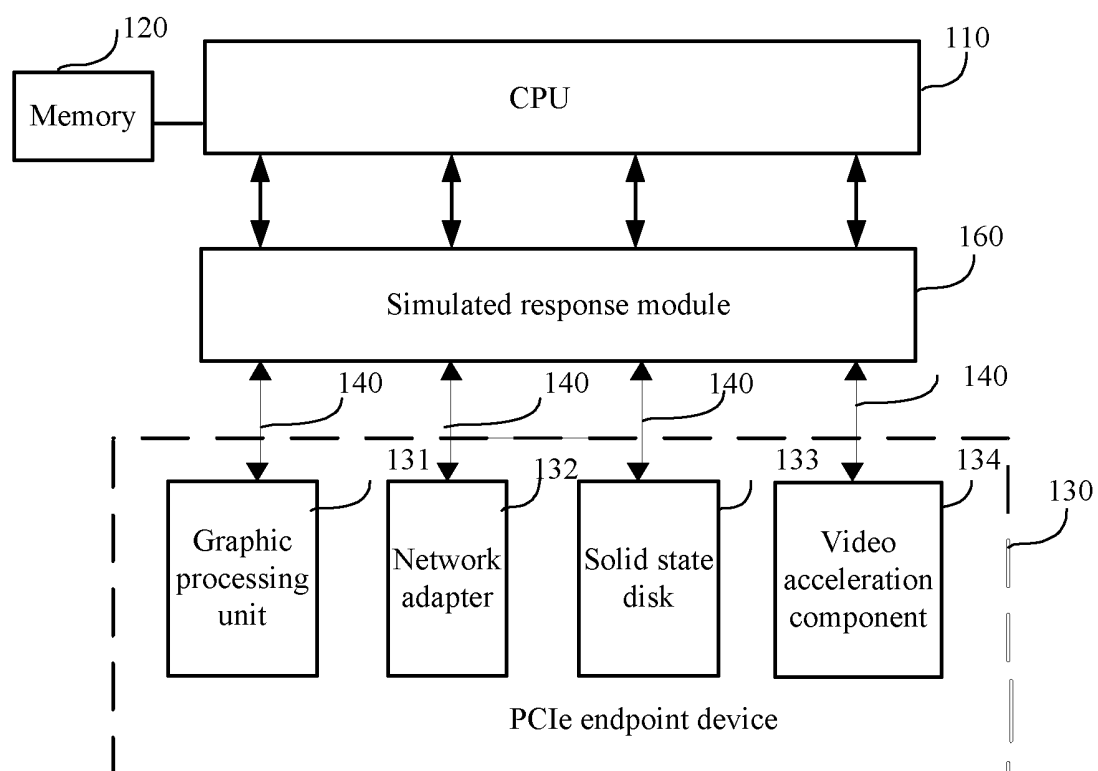 120
110
CPU
Memory
160
Simulated response module
140
140
140
140
131
132
133
134
130
Graphic
processing
unit
Network
adapter
Solid state
disk
Video
acceleration
component
PCIe endpoint device